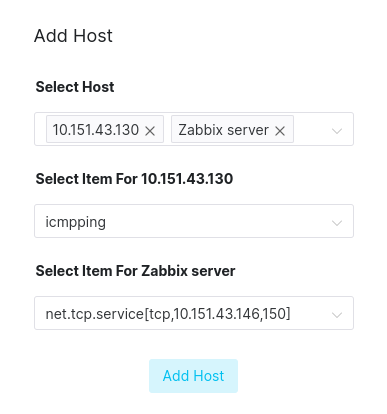 Add Host
Select Host
10.151.43.130 × Zabbix server ×
Select Item For 10.151.43.130
icmpping
Select Item For Zabbix server
net.tcp.service[tcp,10.151.43.146,150]
Add Host